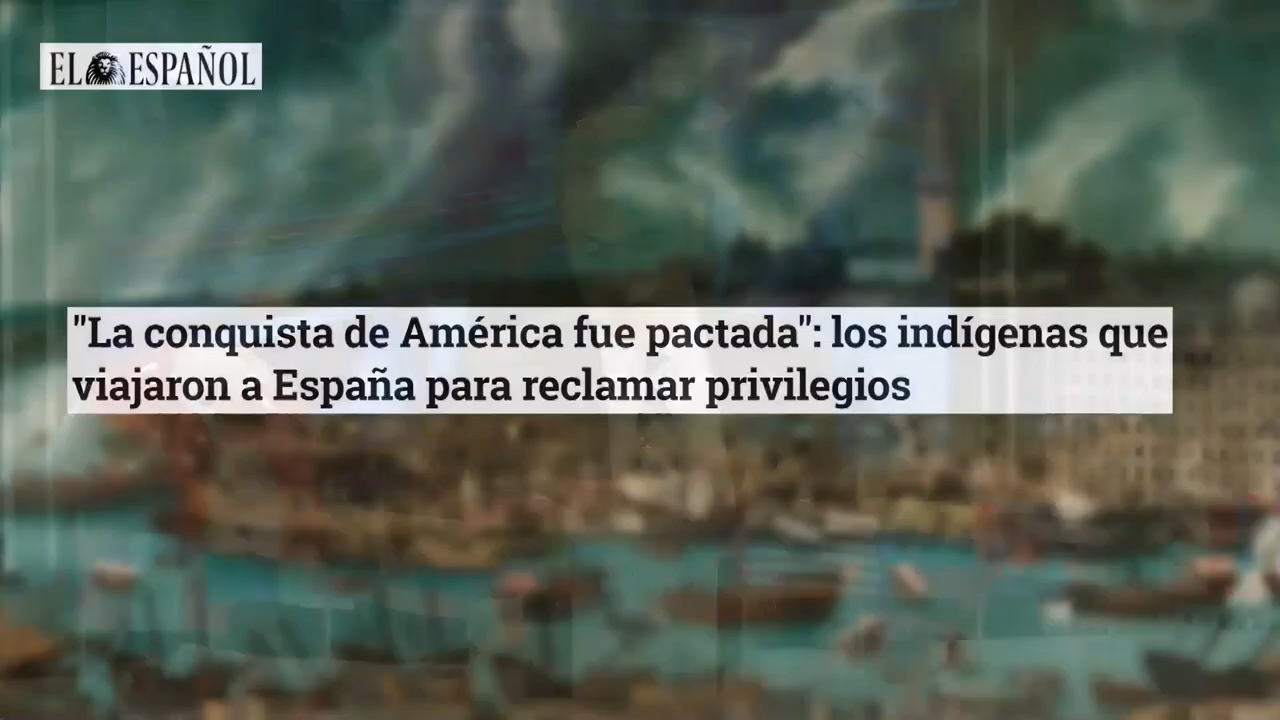 EL ESPAÑOL
"La conquista de América fue pactada": los indígenas que
viajaron a España para reclamar privilegios